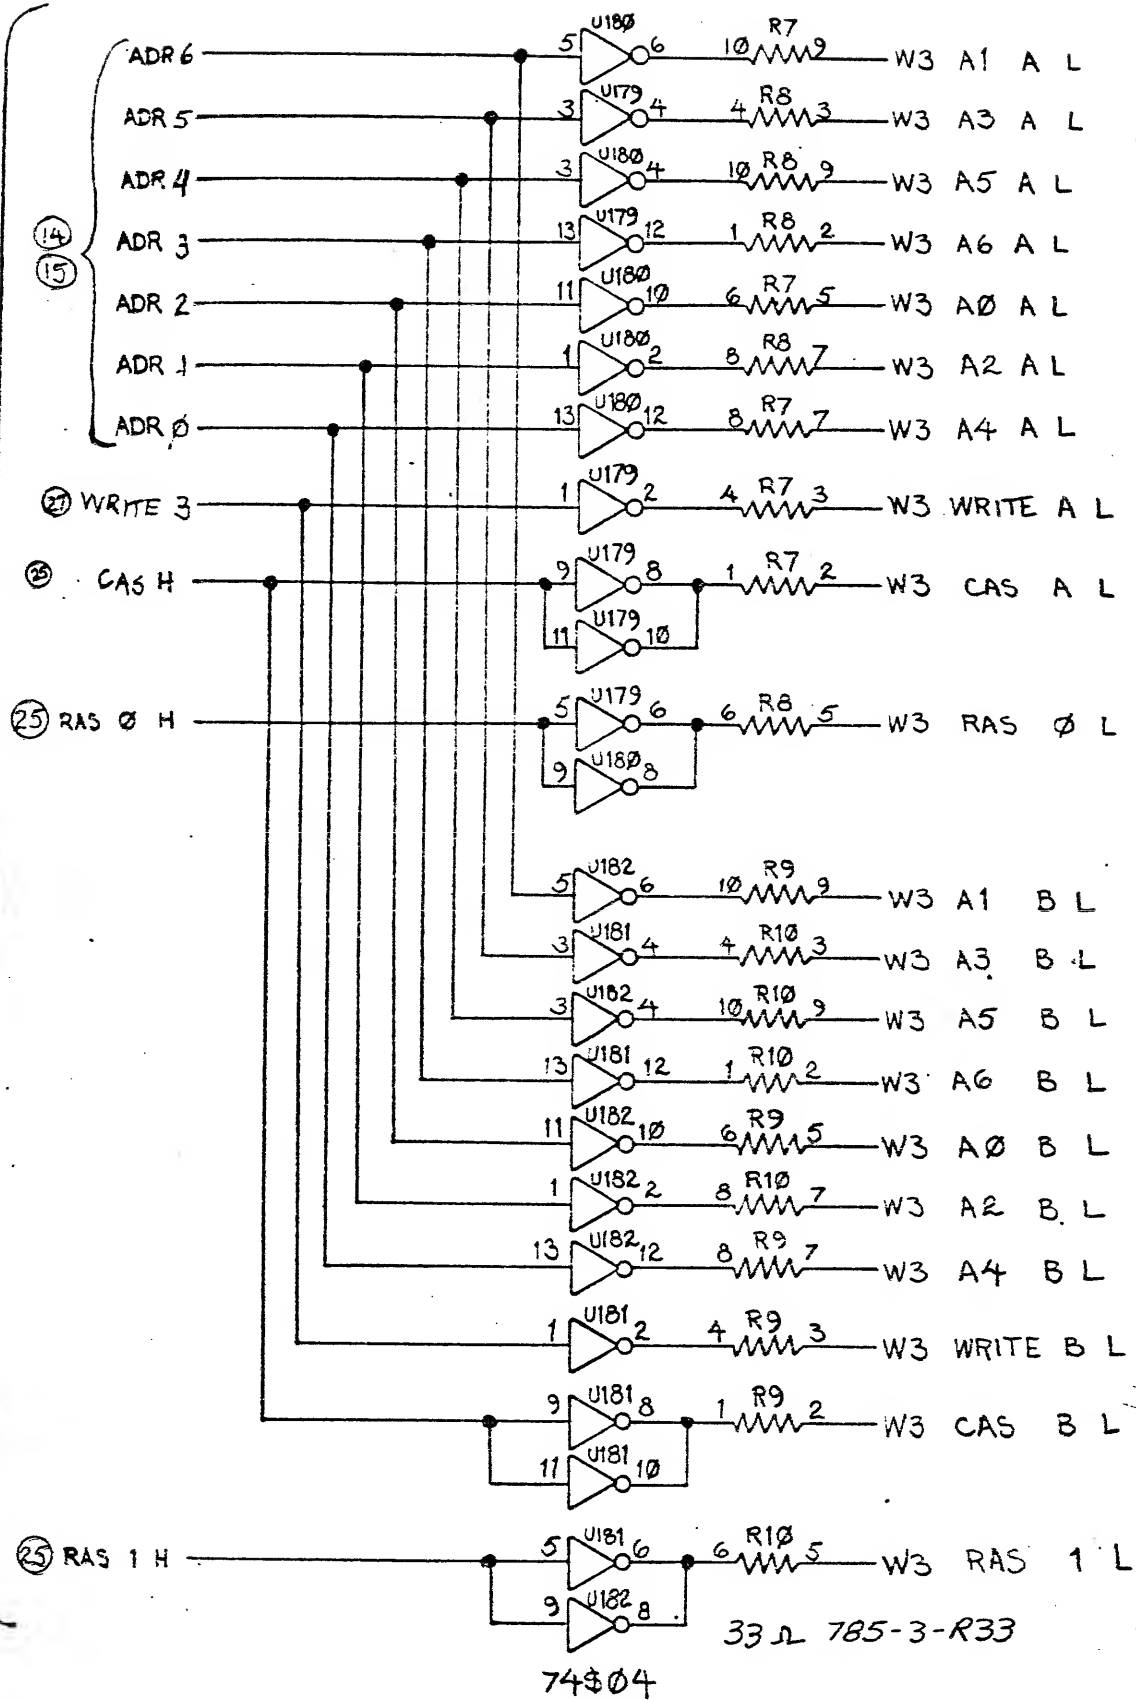 U180 R7
ADR 6 5 6 10 9 W3 A1 A L
U179 R8
ADR 5 3 4 4 3 W3 A3 A L
U180 R8
ADR 4 3 4 10 9 W3 A5 A L
14
U179 R8
ADR 3 13 12 1 2 W3 A6 A L
15
U180 R7
ADR 2 11 10 6 5 W3 AØ A L
U180 R8
ADR 1 1 2 8 7 W3 A2 A L
U180 R7
ADR Ø 13 12 8 7 W3 A4 A L
U179 R7
27 WRITE 3 1 2 4 3 W3 WRITE A L
U179 R7
25 CAS H 9 8 1 2 W3 CAS A L
U179
11 10
U179 R8
25 RAS Ø H 5 6 6 5 W3 RAS Ø L
U180
9 8
U182 R9
5 6 10 9 W3 A1 B L
U181 R10
3 4 4 3 W3 A3 B L
U182 R10
3 4 10 9 W3 A5 B L
U181 R10
13 12 1 2 W3 A6 B L
U182 R9
11 10 6 5 W3 AØ B L
U182 R10
1 2 8 7 W3 A2 B L
U182 R9
13 12 8 7 W3 A4 B L
U181 R9
1 2 4 3 W3 WRITE B L
U181 R9
9 8 1 2 W3 CAS B L
U181
11 10
U181 R10
25 RAS 1 H 5 6 6 5 W3 RAS 1 L
U182
9 8
33 Ω 785-3-R33
74S04